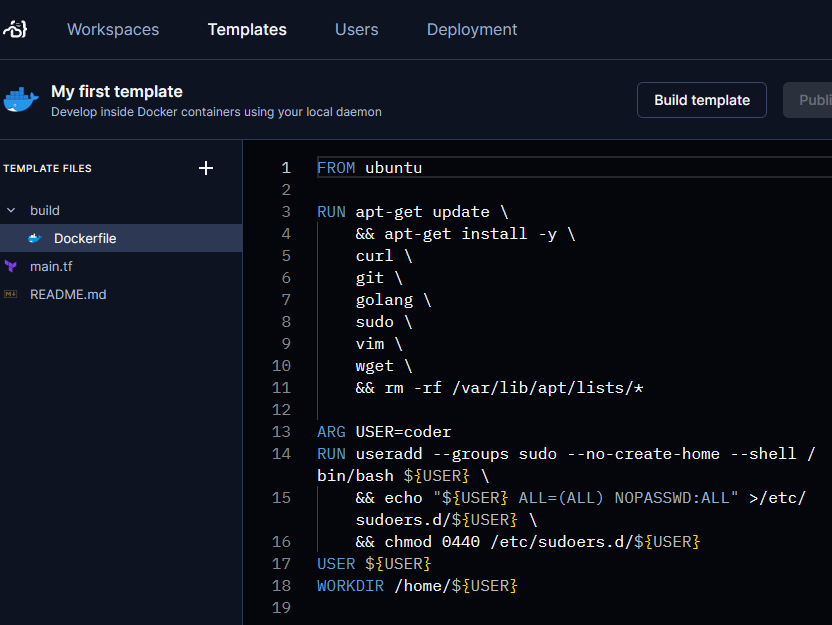 Workspaces Templates Users Deployment
My first template
Develop inside Docker containers using your local daemon
Build template
Publi
TEMPLATE FILES
build
Dockerfile
main.tf
README.md
1 FROM ubuntu
2
3 RUN apt-get update \
4 && apt-get install -y \
5 curl \
6 git \
7 golang \
8 sudo \
9 vim \
10 wget \
11 && rm -rf /var/lib/apt/lists/*
12
13 ARG USER=coder
14 RUN useradd --groups sudo --no-create-home --shell /
bin/bash ${USER} \
15 && echo "${USER} ALL=(ALL) NOPASSWD:ALL" >/etc/
sudoers.d/${USER} \
16 && chmod 0440 /etc/sudoers.d/${USER}
17 USER ${USER}
18 WORKDIR /home/${USER}
19